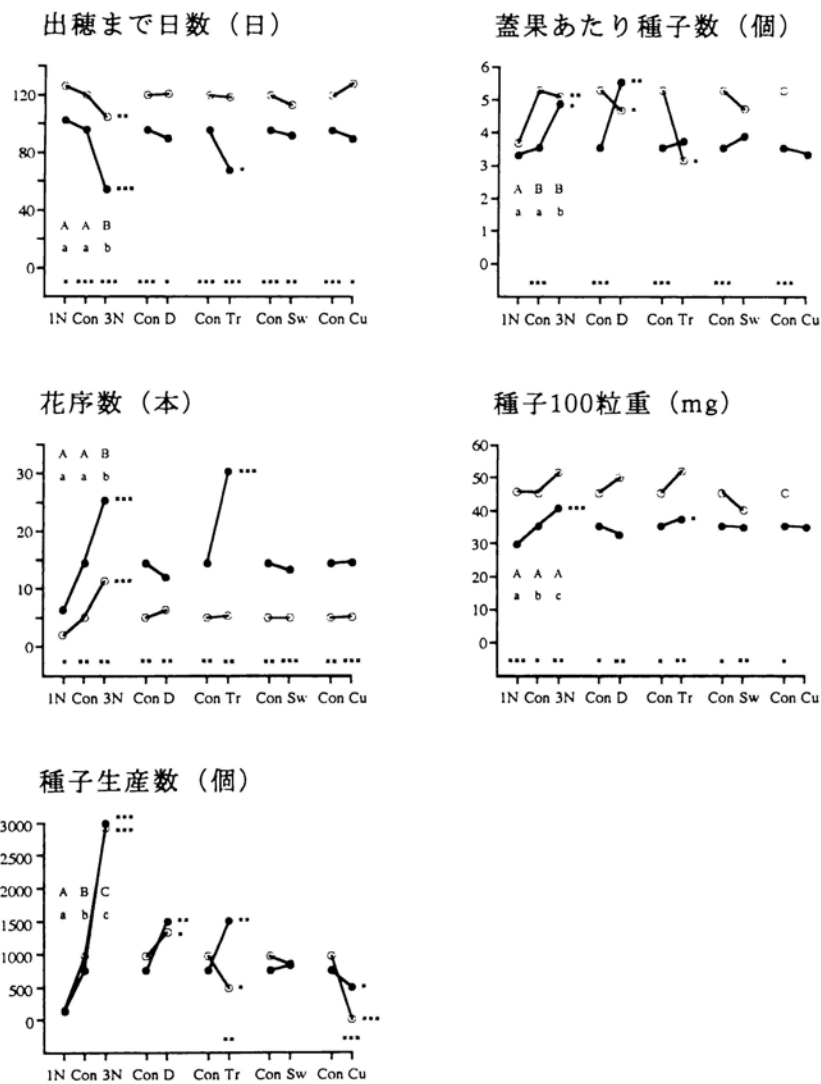 出穂まで日数（日）
120
80
40
0
A A B
a a b
1N Con 3N Con D Con Tr Con Sw Con Cu
蓋果あたり種子数（個）
6
5
4
3
2
1
0
A B B
a a b
1N Con 3N Con D Con Tr Con Sw Con Cu
花序数（本）
30
20
10
0
A A B
a a b
1N Con 3N Con D Con Tr Con Sw Con Cu
種子100粒重（mg）
60
50
40
30
20
10
0
A A A
a b c
1N Con 3N Con D Con Tr Con Sw Con Cu
種子生産数（個）
3000
2500
2000
1500
1000
500
0
A B C
a b c
1N Con 3N Con D Con Tr Con Sw Con Cu